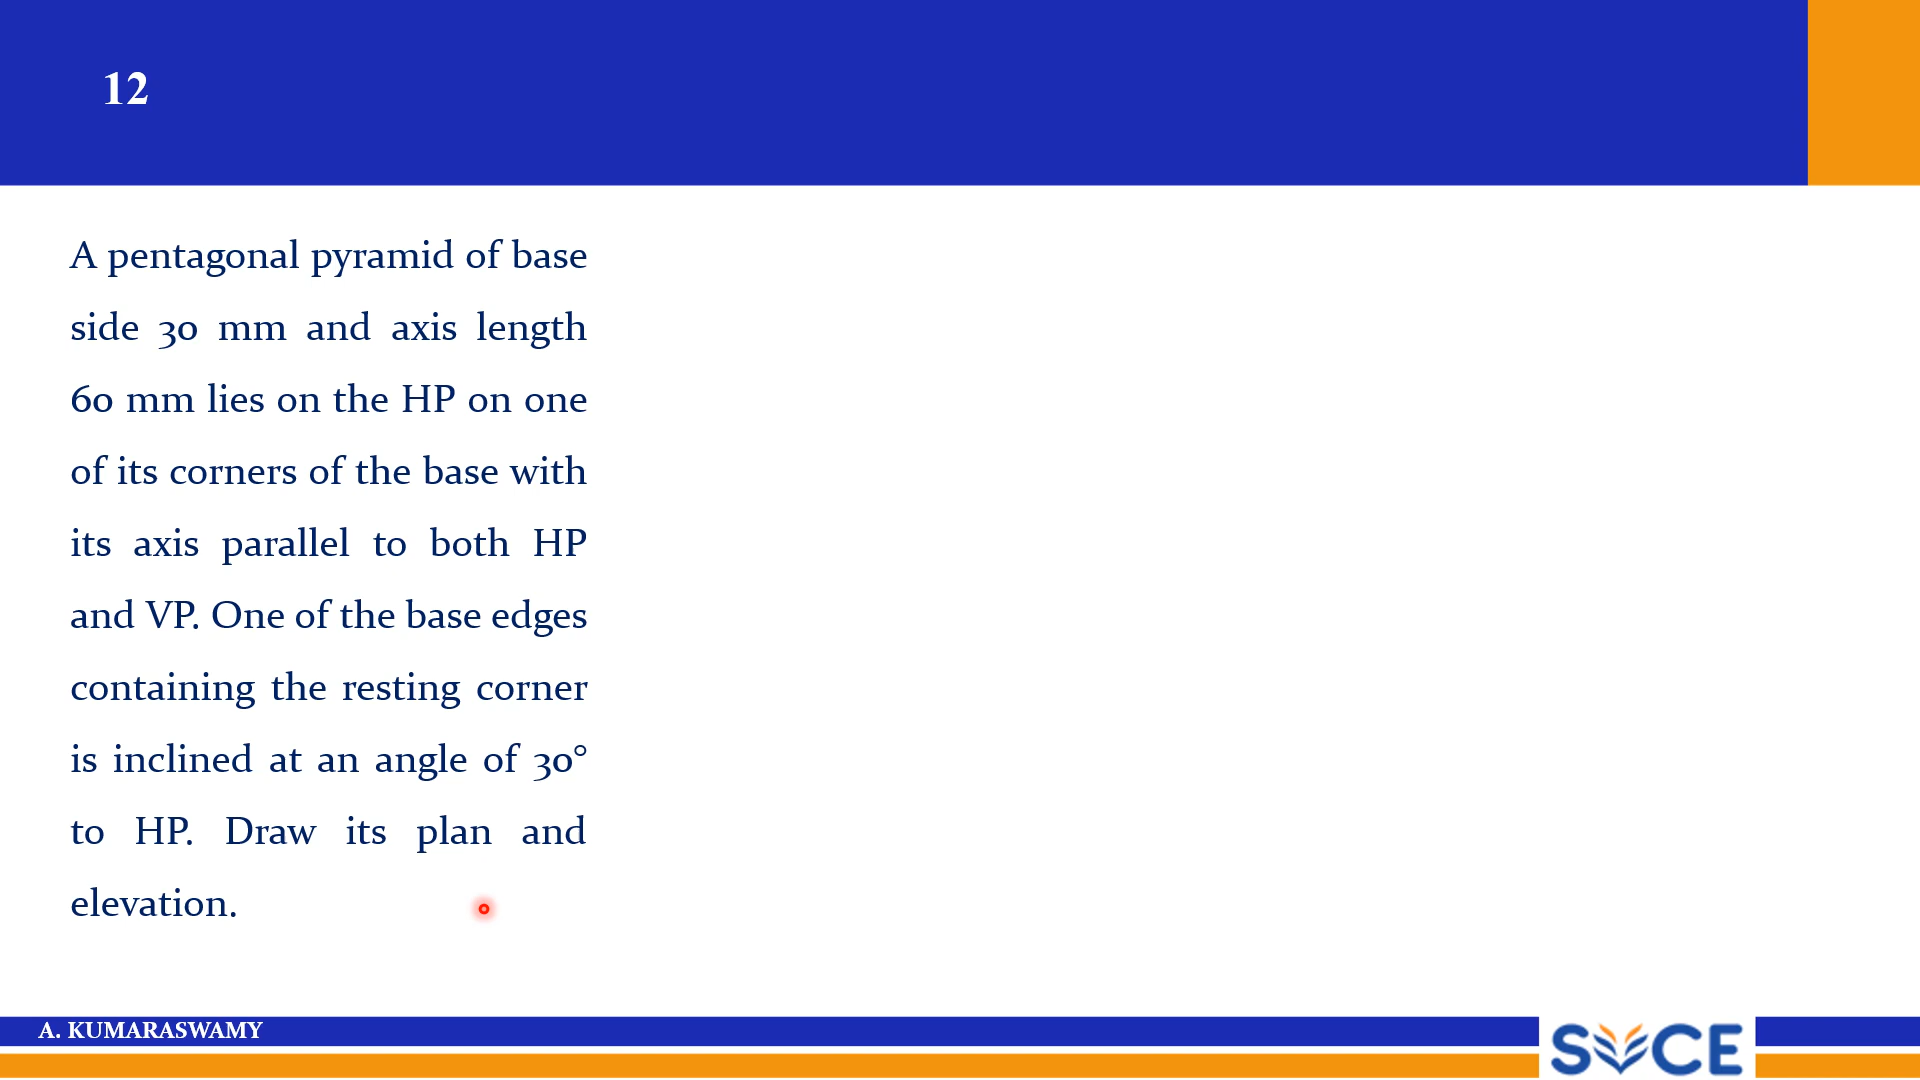 12
A pentagonal pyramid of base
side 30 mm and axis length
60 mm lies on the HP on one
of its corners of the base with
its axis parallel to both HP
and VP. One of the base edges
containing the resting corner
is inclined at an angle of 30°
to HP. Draw its plan and
elevation.
A. KUMARASWAMY
SVCE